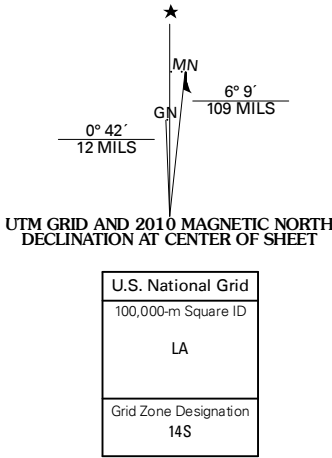 ★
MN
GN
6° 9´
109 MILS
0° 42´
12 MILS
UTM GRID AND 2010 MAGNETIC NORTH
DECLINATION AT CENTER OF SHEET
U.S. National Grid
100,000-m Square ID
LA
Grid Zone Designation
14S